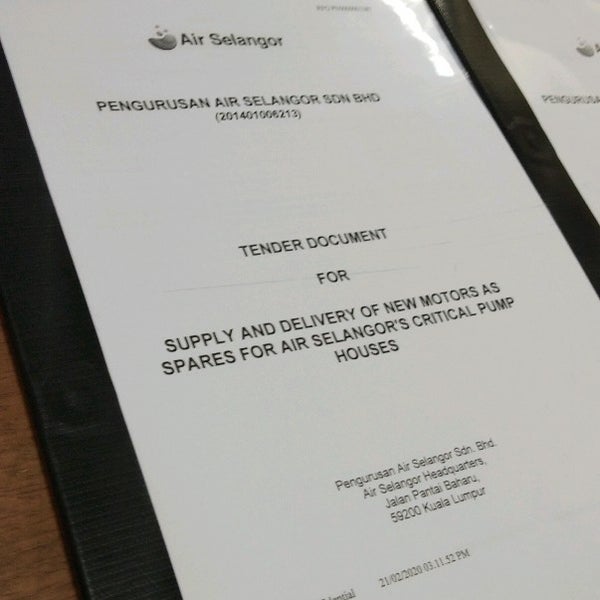 Air Selangor
PENGURUSAN AIR SELANGOR SDN BHD
(201401006213)
TENDER DOCUMENT
FOR
SUPPLY AND DELIVERY OF NEW MOTORS AS
SPARES FOR AIR SELANGOR'S CRITICAL PUMP
HOUSES
Pengurusan Air Selangor Sdn. Bhd.
Air Selangor Headquarters,
Jalan Pantai Baharu,
59200 Kuala Lumpur
21/02/2020 03:11:52 PM